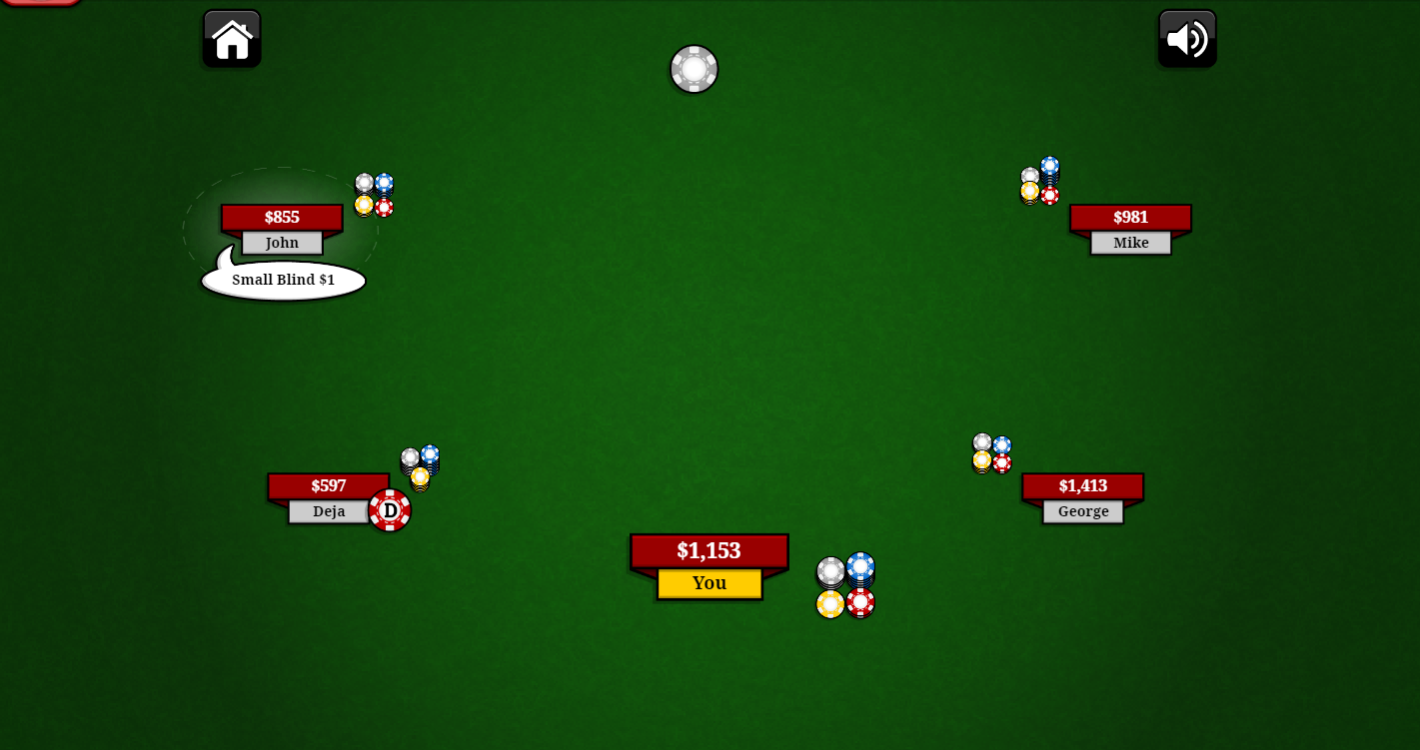 $855
John
Small Blind $1
$981
Mike
$597
Deja
D
$1,413
George
$1,153
You